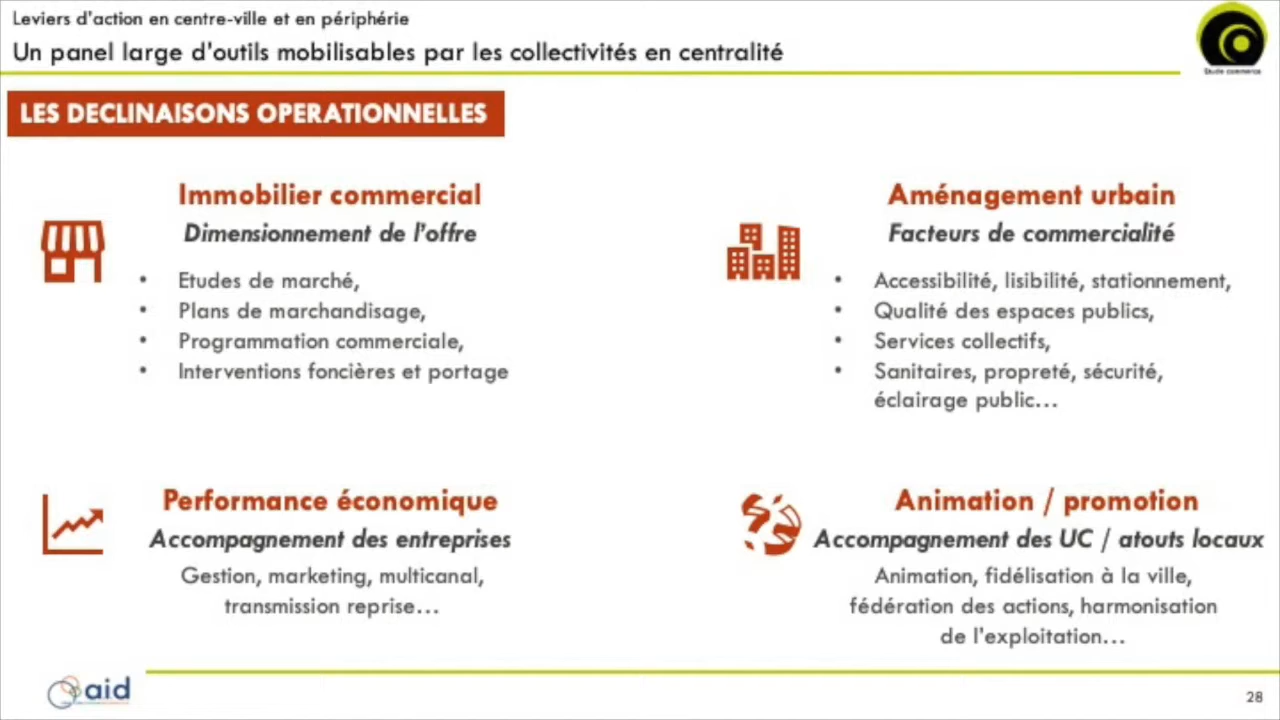 Leviers d'action en centre-ville et en périphérie
Un panel large d'outils mobilisables par les collectivités en centralité
Etude commerce
LES DECLINAISONS OPERATIONNELLES
Immobilier commercial
Dimensionnement de l'offre
• Etudes de marché,
• Plans de marchandisage,
• Programmation commerciale,
• Interventions foncières et portage
Aménagement urbain
Facteurs de commercialité
• Accessibilité, lisibilité, stationnement,
• Qualité des espaces publics,
• Services collectifs,
• Sanitaires, propreté, sécurité,
éclairage public...
Performance économique
Accompagnement des entreprises
Gestion, marketing, multicanal,
transmission reprise...
Animation / promotion
Accompagnement des UC / atouts locaux
Animation, fidélisation à la ville,
fédération des actions, harmonisation
de l'exploitation...
aid
28